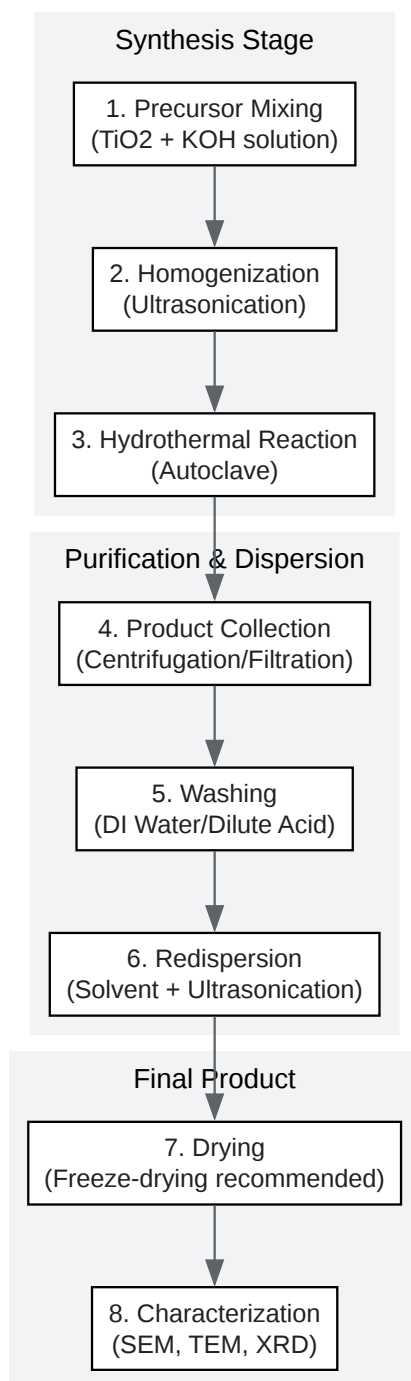 Synthesis Stage
1. Precursor Mixing
(TiO2 + KOH solution)
2. Homogenization
(Ultrasonication)
3. Hydrothermal Reaction
(Autoclave)
Purification & Dispersion
4. Product Collection
(Centrifugation/Filtration)
5. Washing
(DI Water/Dilute Acid)
6. Redispersion
(Solvent + Ultrasonication)
Final Product
7. Drying
(Freeze-drying recommended)
8. Characterization
(SEM, TEM, XRD)